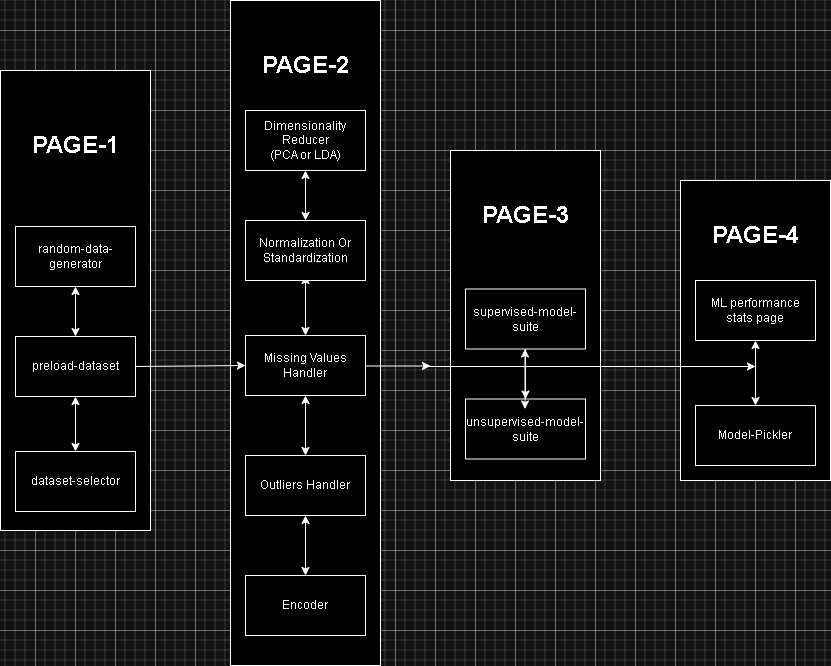 PAGE-1
random-data-
generator
preload-dataset
dataset-selector
PAGE-2
Dimensionality
Reducer
(PCA or LDA)
Normalization Or
Standardization
Missing Values
Handler
Outliers Handler
Encoder
PAGE-3
supervised-model-
suite
unsupervised-model-
suite
PAGE-4
ML performance
stats page
Model-Pickler